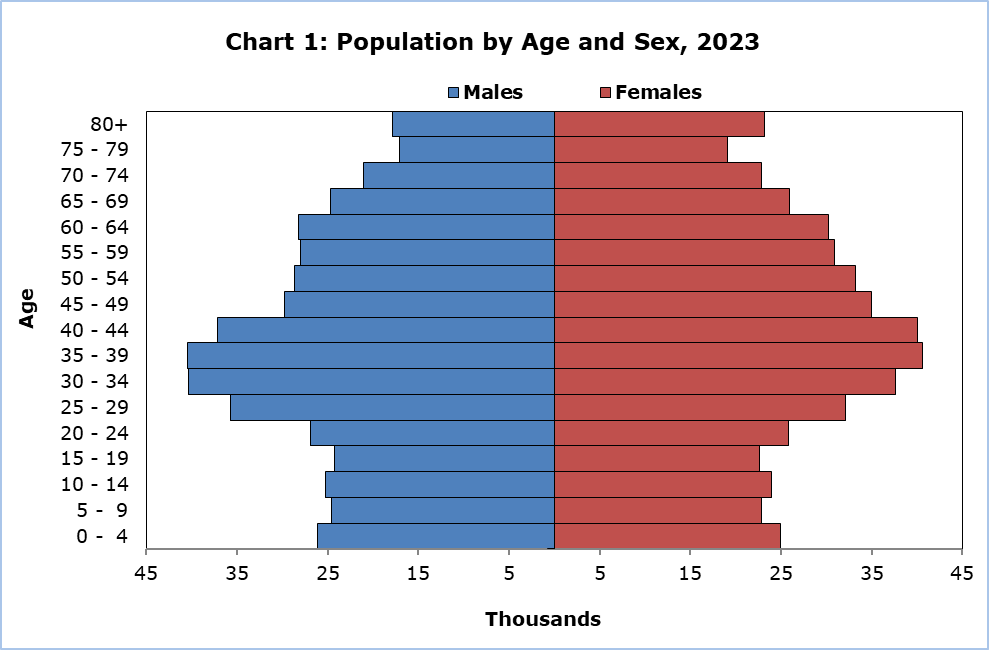 Chart 1: Population by Age and Sex, 2023
Males Females
80+
75 - 79
70 - 74
65 - 69
60 - 64
55 - 59
50 - 54
45 - 49
40 - 44
35 - 39
30 - 34
25 - 29
20 - 24
15 - 19
10 - 14
5 -  9
0 -  4
Age
45 35 25 15 5 5 15 25 35 45
Thousands